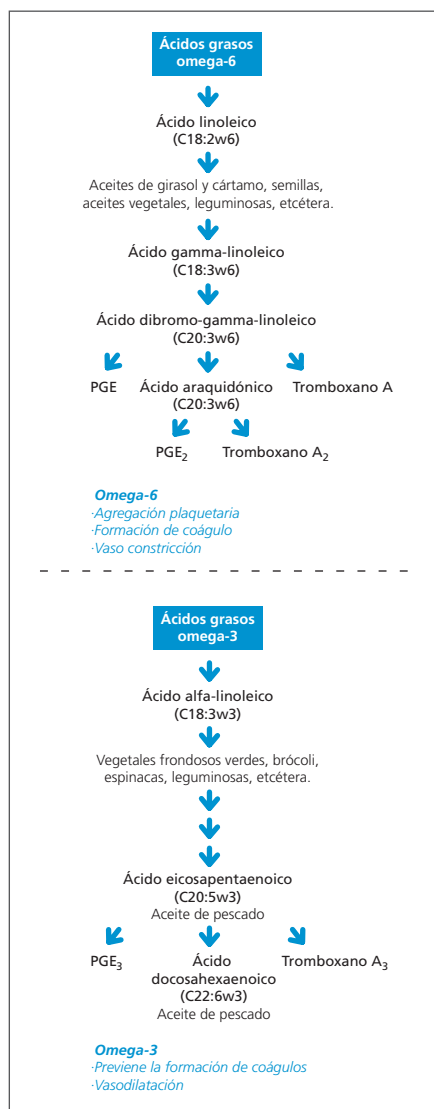 Ácidos grasos
omega-6
Ácido linoleico
(C18:2w6)
Aceites de girasol y cártamo, semillas,
aceites vegetales, leguminosas, etcétera.
Ácido gamma-linoleico
(C18:3w6)
Ácido dibromo-gamma-linoleico
(C20:3w6)
PGE Ácido araquidónico Tromboxano A
(C20:3w6)
PGE₂ Tromboxano A₂
Omega-6
·Agregación plaquetaria
·Formación de coágulo
·Vaso constricción
Ácidos grasos
omega-3
Ácido alfa-linoleico
(C18:3w3)
Vegetales frondosos verdes, brócoli,
espinacas, leguminosas, etcétera.
Ácido eicosapentaenoico
(C20:5w3)
Aceite de pescado
PGE₃ Ácido Tromboxano A₃
docosahexaenoico
(C22:6w3)
Aceite de pescado
Omega-3
·Previene la formación de coágulos
·Vasodilatación